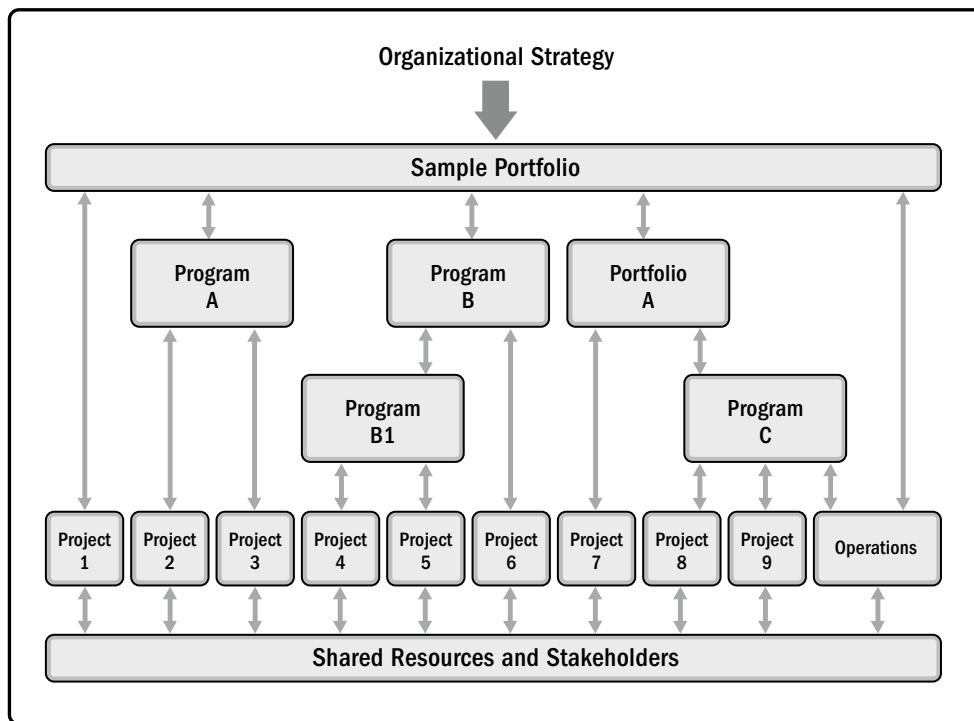 Organizational Strategy
Sample Portfolio
Program
A
Program
B
Portfolio
A
Program
B1
Program
C
Project
1
Project
2
Project
3
Project
4
Project
5
Project
6
Project
7
Project
8
Project
9
Operations
Shared Resources and Stakeholders